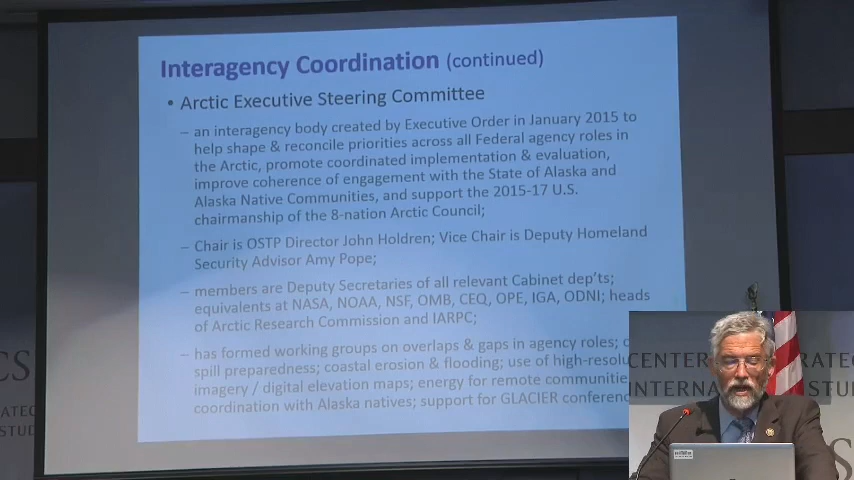 Interagency Coordination (continued)
• Arctic Executive Steering Committee
– an interagency body created by Executive Order in January 2015 to
help shape & reconcile priorities across all Federal agency roles in
the Arctic, promote coordinated implementation & evaluation,
improve coherence of engagement with the State of Alaska and
Alaska Native Communities, and support the 2015-17 U.S.
chairmanship of the 8-nation Arctic Council;
– Chair is OSTP Director John Holdren; Vice Chair is Deputy Homeland
Security Advisor Amy Pope;
– members are Deputy Secretaries of all relevant Cabinet dep'ts;
equivalents at NASA, NOAA, NSF, OMB, CEQ, OPE, IGA, ODNI; heads
of Arctic Research Commission and IARPC;
– has formed working groups on overlaps & gaps in agency roles;
spill preparedness; coastal erosion & flooding; use of high-resolu
imagery / digital elevation maps; energy for remote communitie
coordination with Alaska natives; support for GLACIER conferenc
CS
STUD
CENTER
RATE
INTERNATIONAL STUD
CS